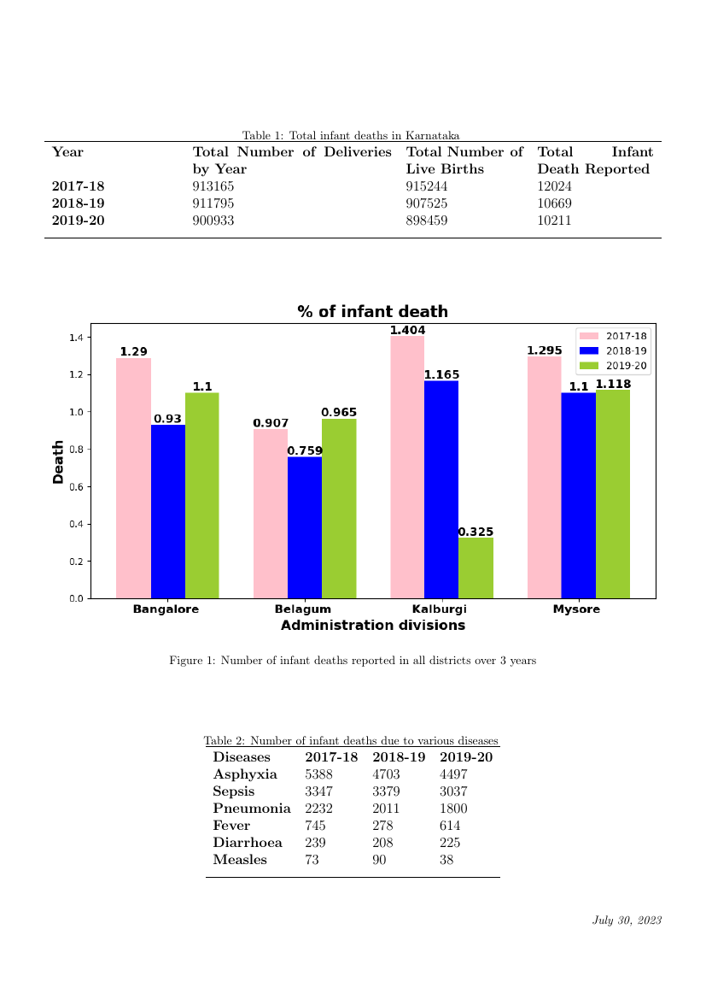 Table 1: Total infant deaths in Karnataka
Year Total Number of Deliveries by Year Total Number of Live Births Total Infant Death Reported
2017-18 913165 915244 12024
2018-19 911795 907525 10669
2019-20 900933 898459 10211
% of infant death
1.4
1.2
1.0
0.8
0.6
0.4
0.2
0.0
Death
1.29 0.93 1.1
0.907 0.759 0.965
1.404 1.165 0.325
1.295 1.1 1.118
2017-18
2018-19
2019-20
Bangalore Belagum Kalburgi Mysore
Administration divisions
Figure 1: Number of infant deaths reported in all districts over 3 years
Table 2: Number of infant deaths due to various diseases
Diseases 2017-18 2018-19 2019-20
Asphyxia 5388 4703 4497
Sepsis 3347 3379 3037
Pneumonia 2232 2011 1800
Fever 745 278 614
Diarrhoea 239 208 225
Measles 73 90 38
July 30, 2023